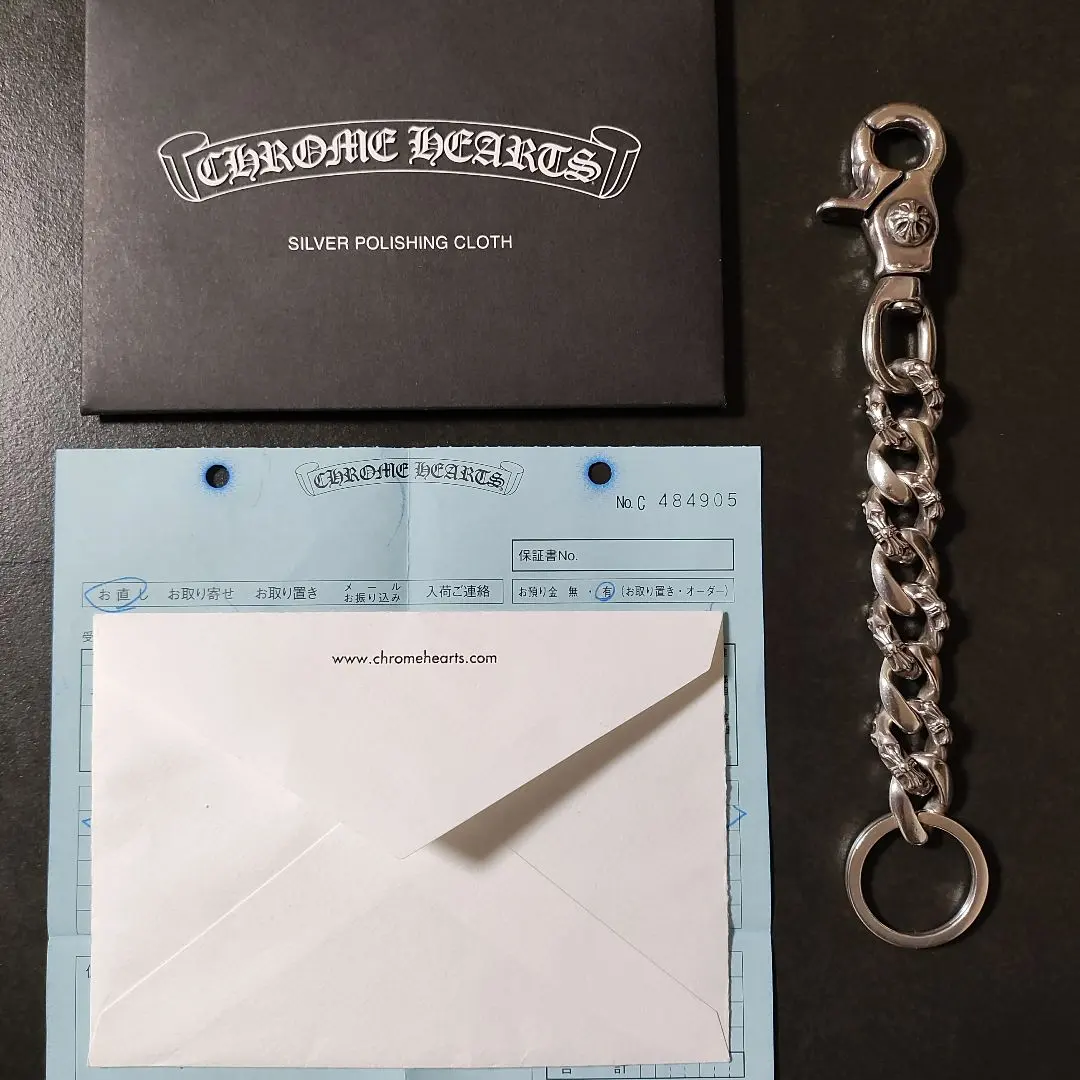 CHROME HEARTS
SILVER POLISHING CLOTH
CHROME HEARTS
No. C 484905
保証書No.
お直し お取り寄せ お取り置き メール お振り込み 入荷ご連絡
お預り金 無 ・ 有 (お取り置き・オーダー)
受
www.chromehearts.com
合 計